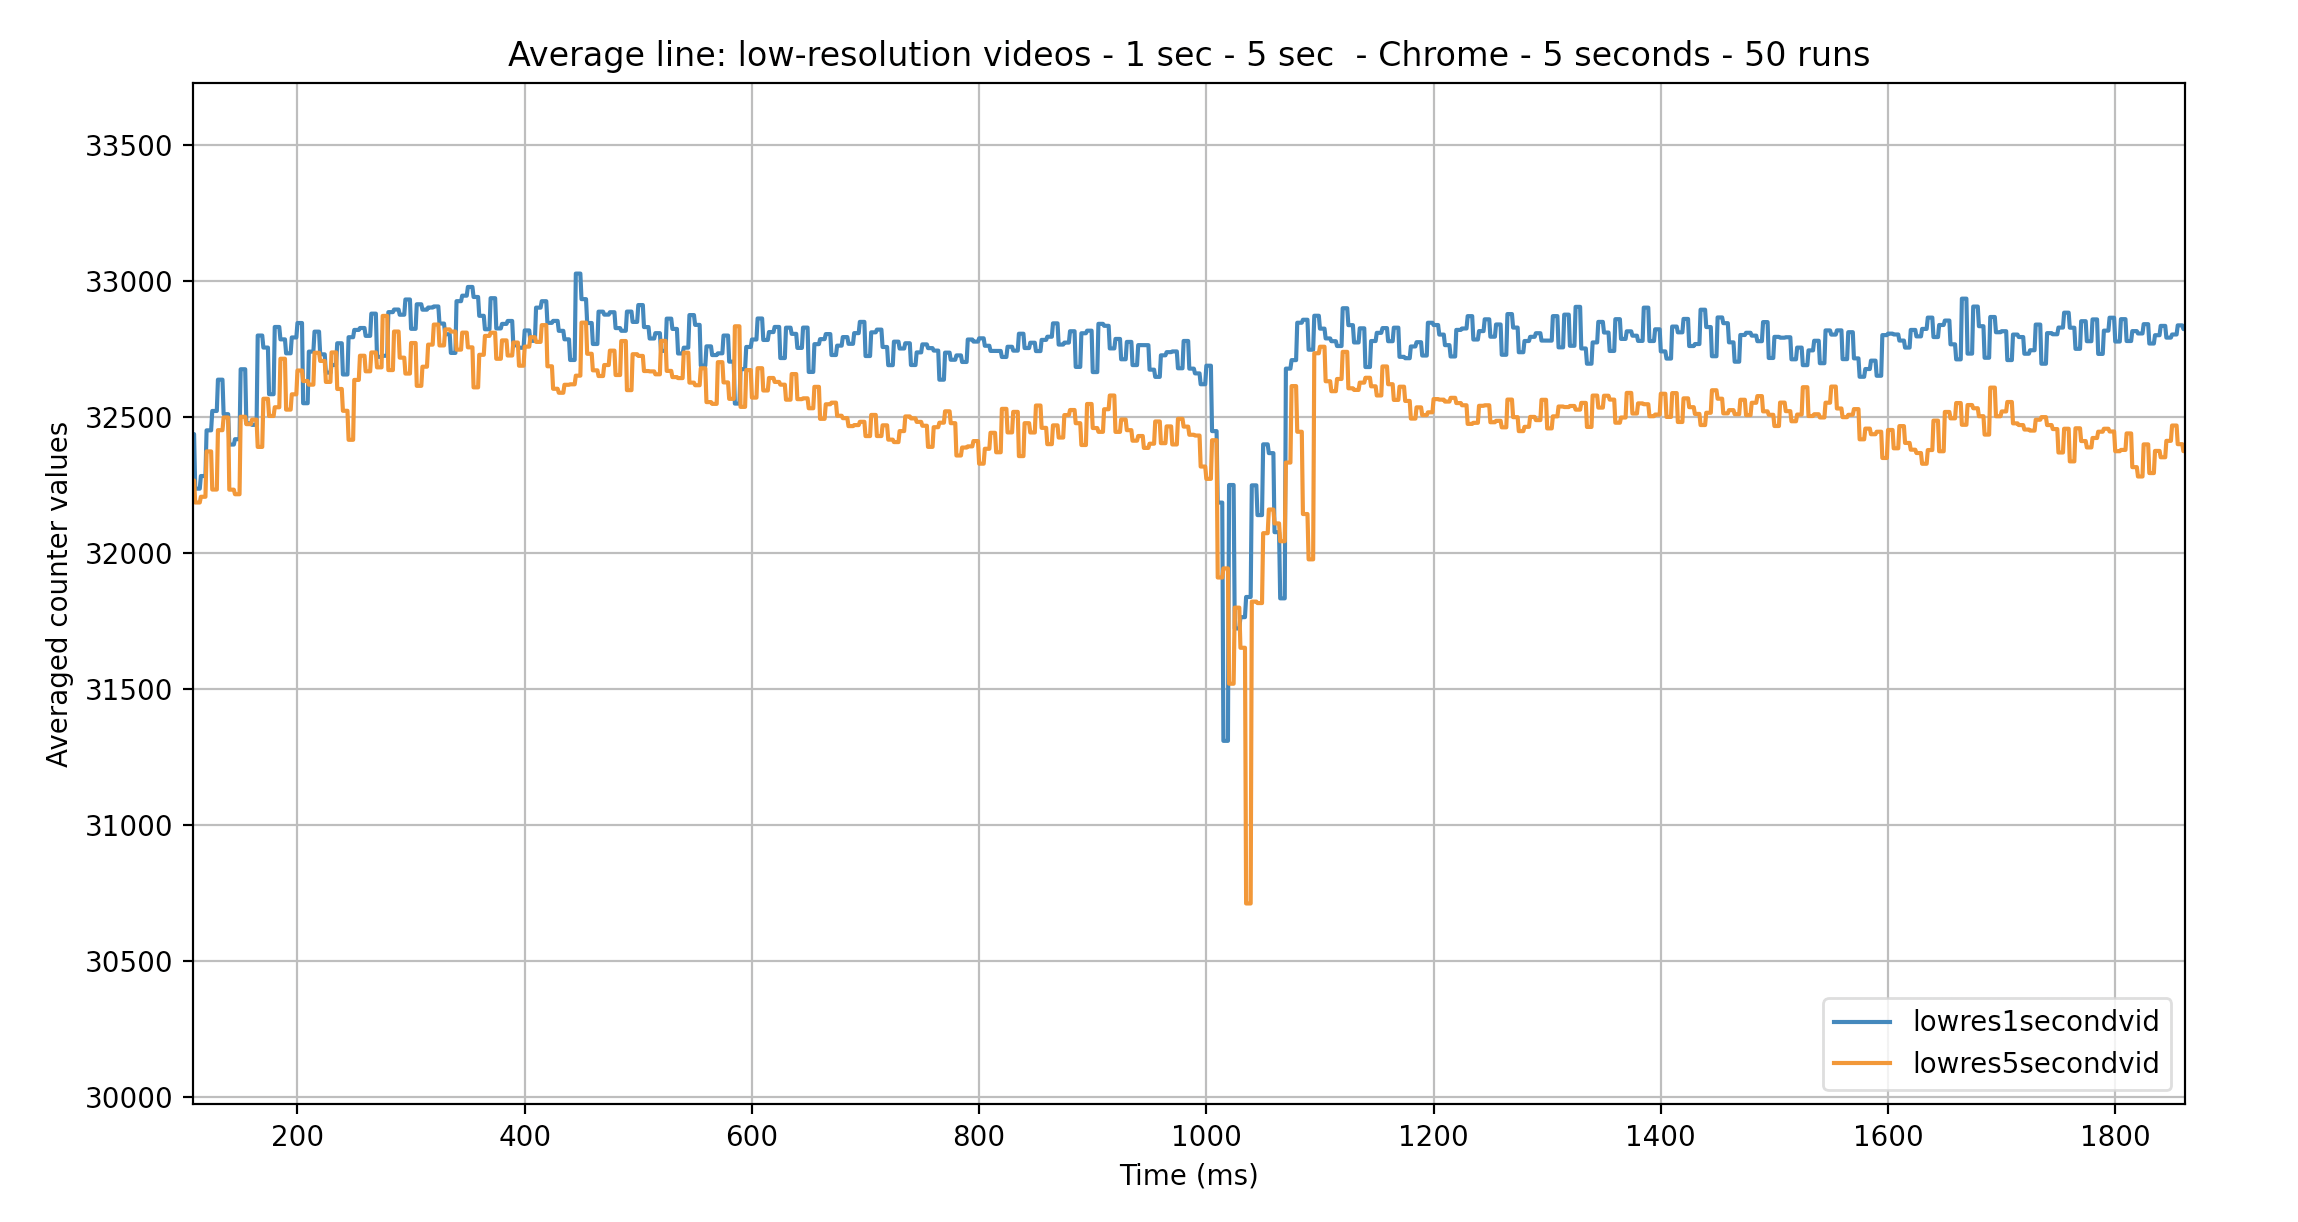 Average line: low-resolution videos - 1 sec - 5 sec  - Chrome - 5 seconds - 50 runs
33500
33000
32500
32000
31500
31000
30500
30000
Averaged counter values
200 400 600 800 1000 1200 1400 1600 1800
Time (ms)
lowres1secondvid
lowres5secondvid